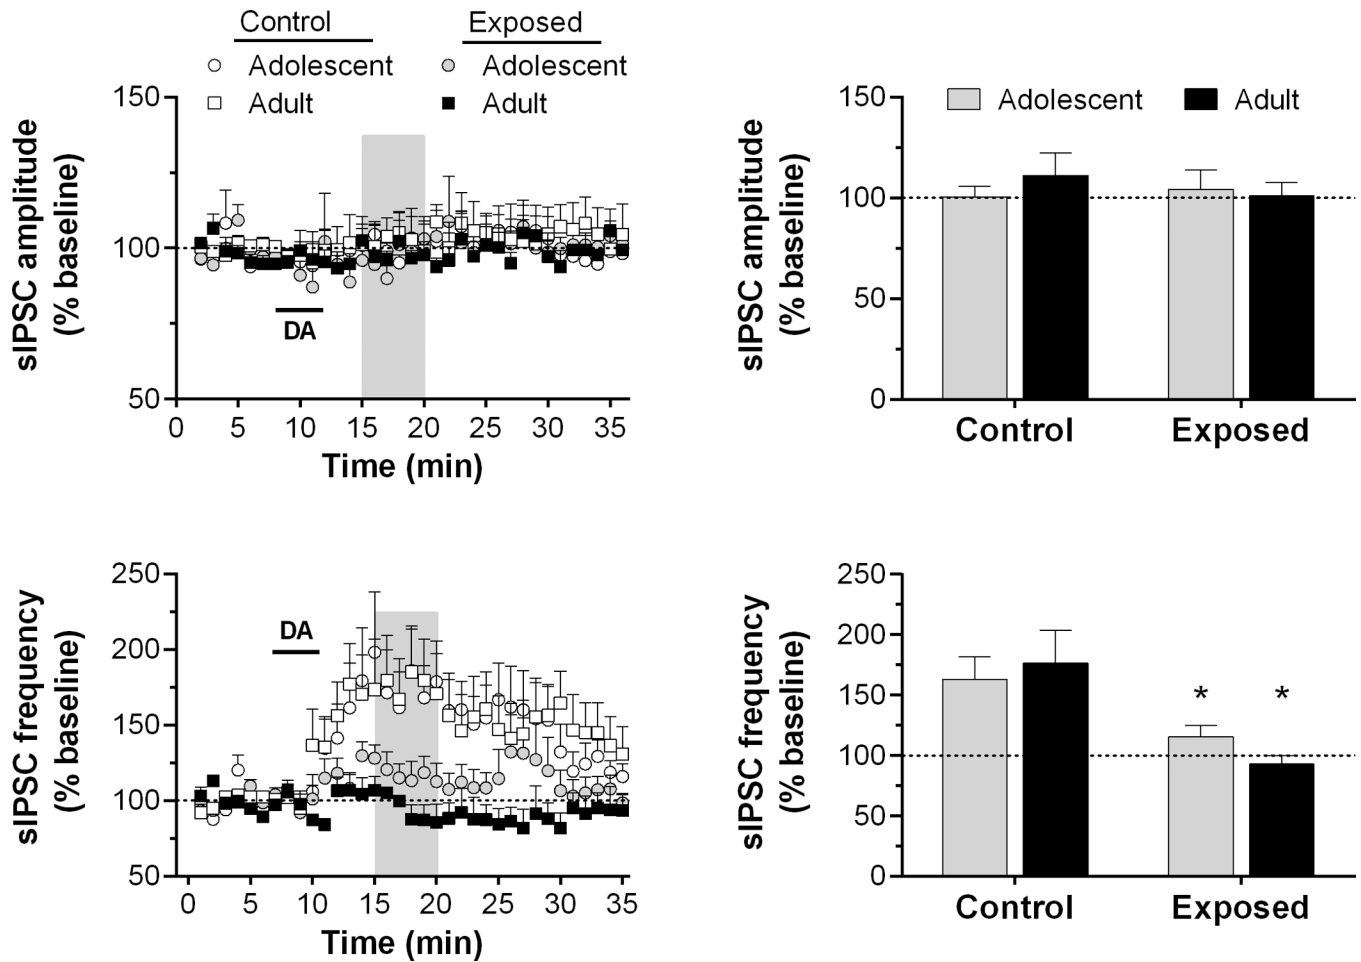 Control Exposed
Adolescent Adolescent
Adult Adult
sIPSC amplitude
(% baseline)
150
100
50
DA
0 5 10 15 20 25 30 35
Time (min)
Adolescent Adult
sIPSC amplitude
(% baseline)
150
100
50
0
Control Exposed
sIPSC frequency
(% baseline)
250
200
150
100
50
DA
0 5 10 15 20 25 30 35
Time (min)
sIPSC frequency
(% baseline)
250
200
150
100
50
0
* *
Control Exposed